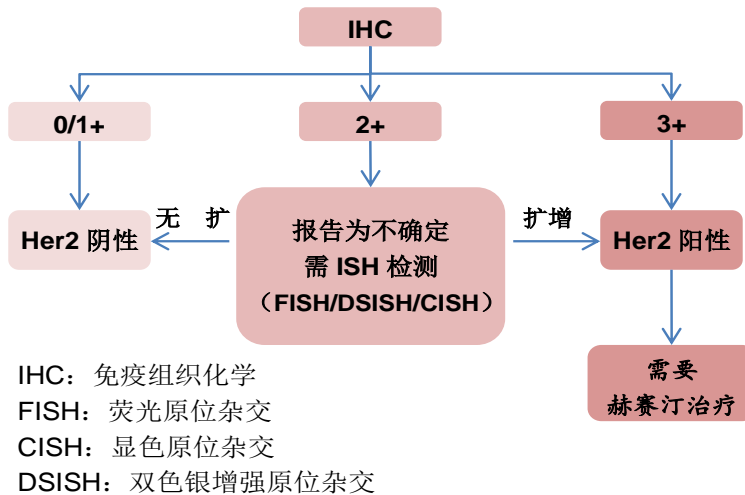 IHC
0/1+
2+
3+
Her2 阴性
无 扩
报告为不确定
需 ISH 检测
（FISH/DSISH/CISH）
扩增
Her2 阳性
需要
赫赛汀治疗
IHC：免疫组织化学
FISH：荧光原位杂交
CISH：显色原位杂交
DSISH：双色银增强原位杂交